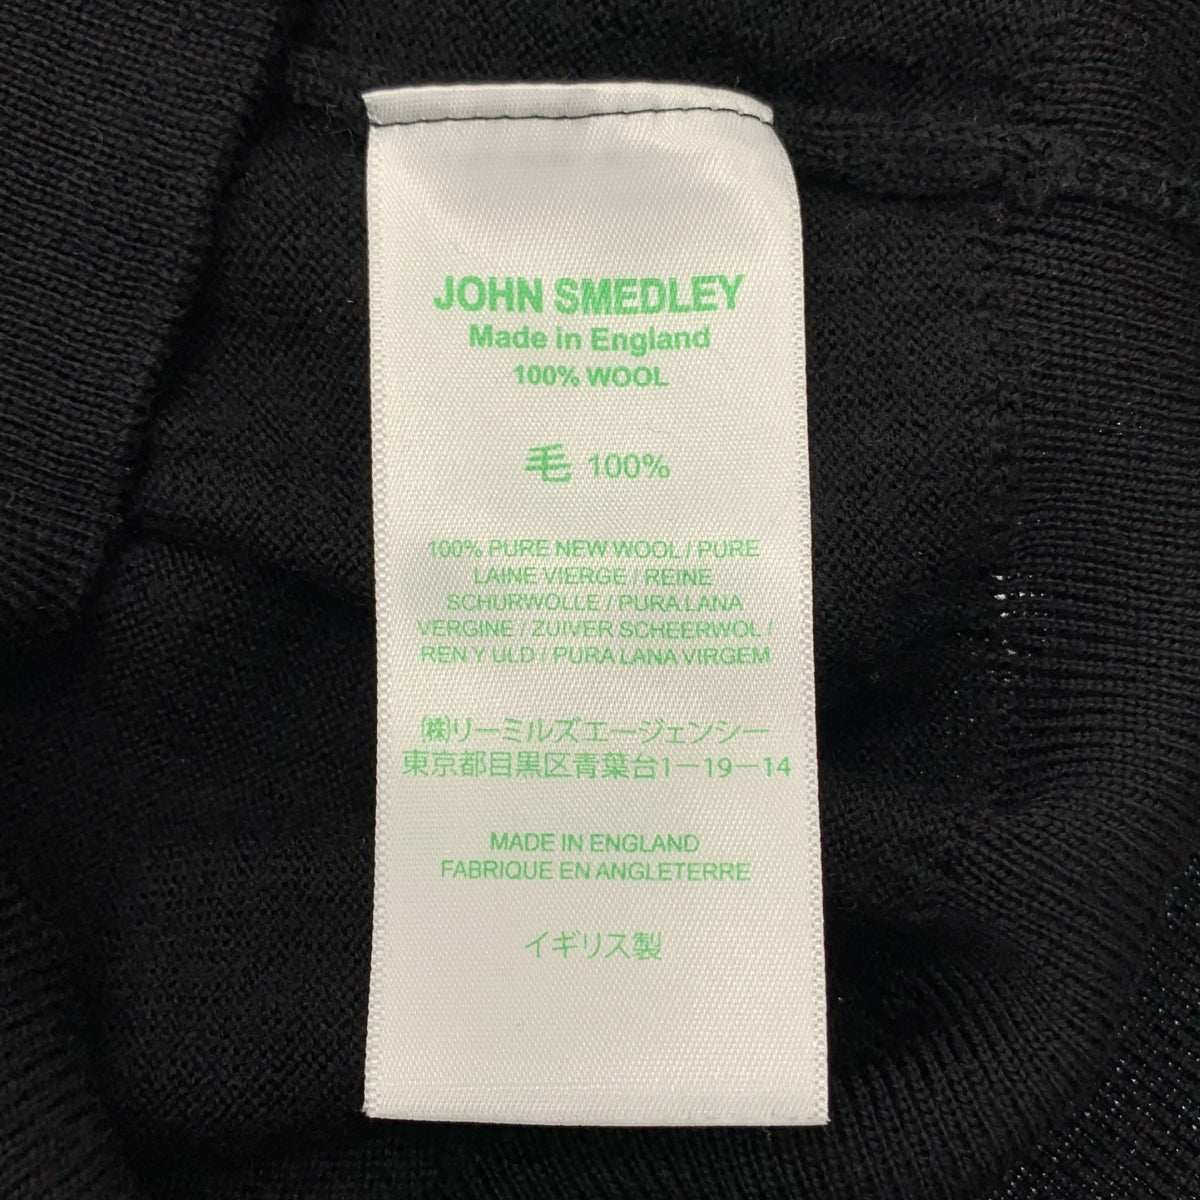 JOHN SMEDLEY
Made in England
100% WOOL
毛 100%
100% PURE NEW WOOL / PURE
LAINE VIERGE / REINE
SCHURWOLLE / PURA LANA
VERGINE / ZUIVER SCHEERWOL /
REN Y ULD / PURA LANA VIRGEM
㈱リーミルズエージェンシー
東京都目黒区青葉台1－19－14
MADE IN ENGLAND
FABRIQUE EN ANGLETERRE
イギリス製